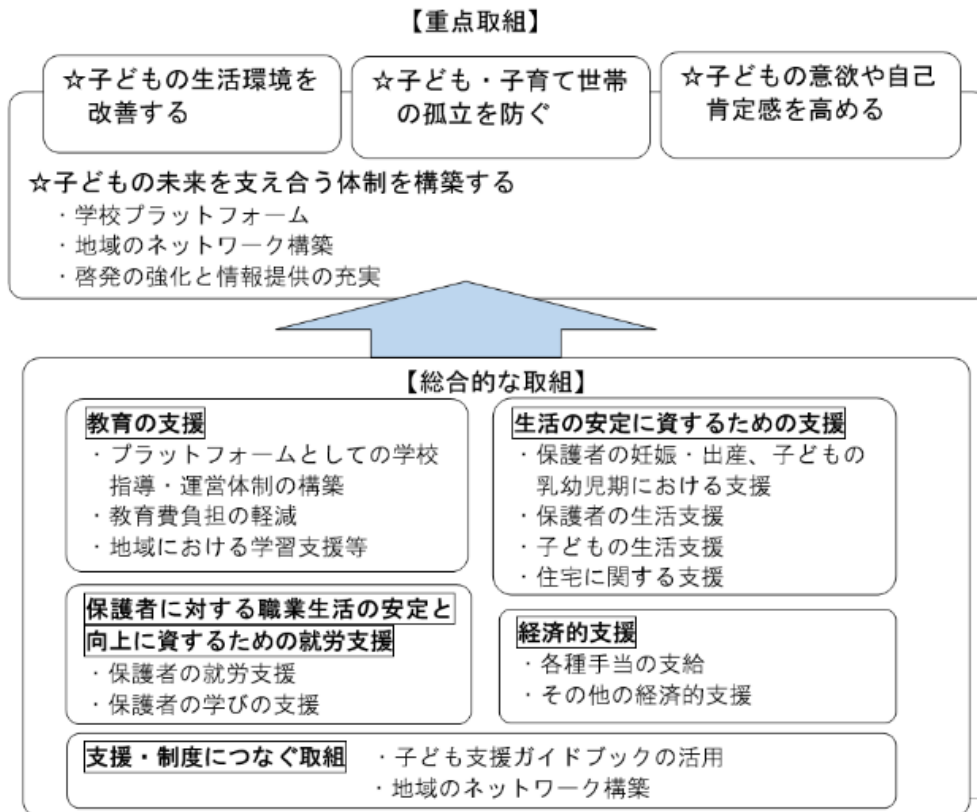 【重点取組】
☆子どもの生活環境を
改善する
☆子ども・子育て世帯
の孤立を防ぐ
☆子どもの意欲や自己
肯定感を高める
☆子どもの未来を支え合う体制を構築する
・学校プラットフォーム
・地域のネットワーク構築
・啓発の強化と情報提供の充実
【総合的な取組】
教育の支援
・プラットフォームとしての学校
指導・運営体制の構築
・教育費負担の軽減
・地域における学習支援等
生活の安定に資するための支援
・保護者の妊娠・出産、子どもの
乳幼児期における支援
・保護者の生活支援
・子どもの生活支援
・住宅に関する支援
保護者に対する職業生活の安定と
向上に資するための就労支援
・保護者の就労支援
・保護者の学びの支援
経済的支援
・各種手当の支給
・その他の経済的支援
支援・制度につなぐ取組
・子ども支援ガイドブックの活用
・地域のネットワーク構築